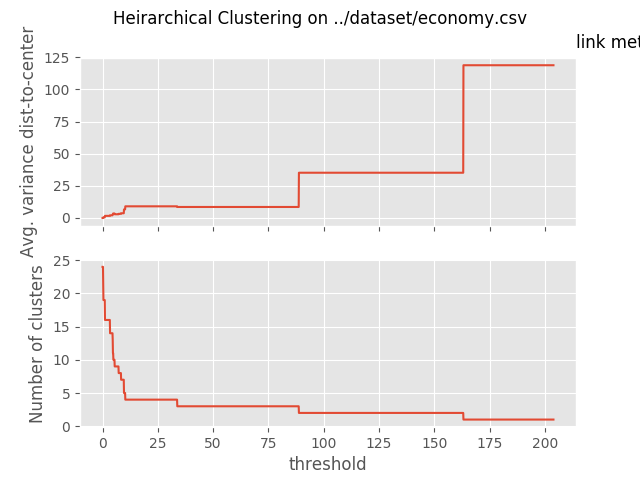 Heirarchical Clustering on ../dataset/economy.csv
link met
Avg. variance dist-to-center
125
100
75
50
25
0
Number of clusters
25
20
15
10
5
0
0 25 50 75 100 125 150 175 200
threshold